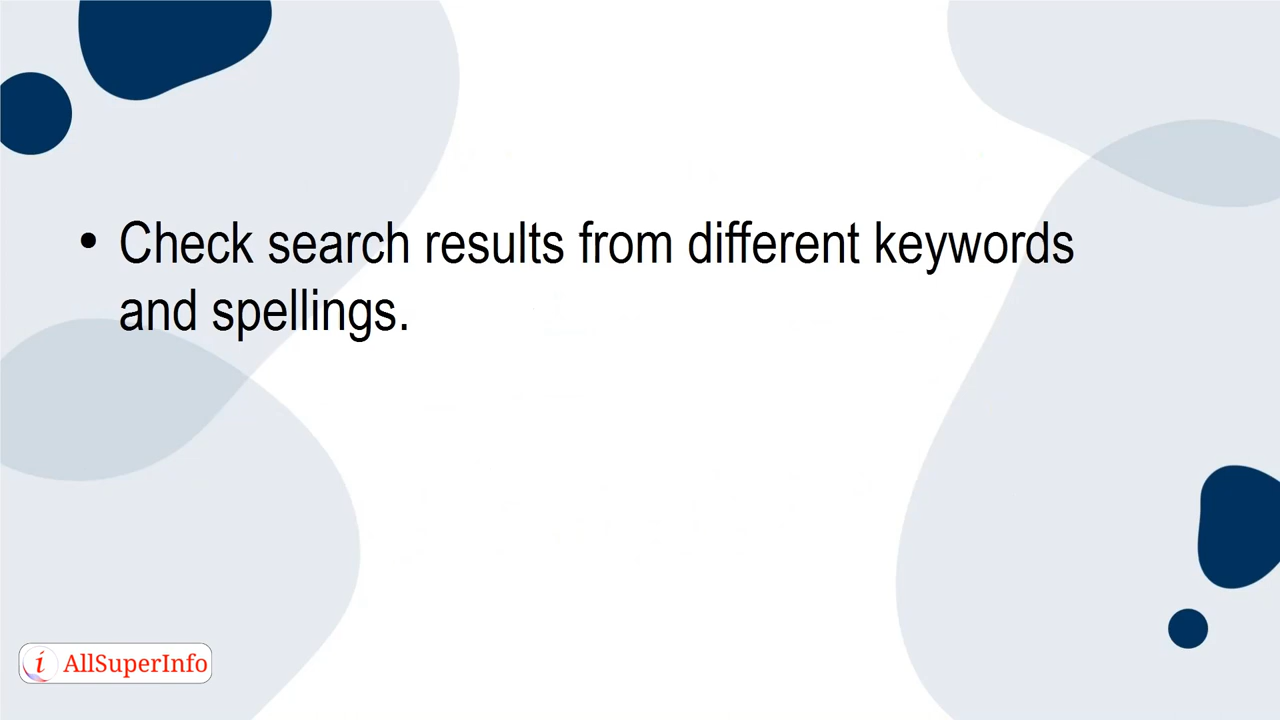 • Check search results from different keywords
and spellings.
i AllSuperInfo